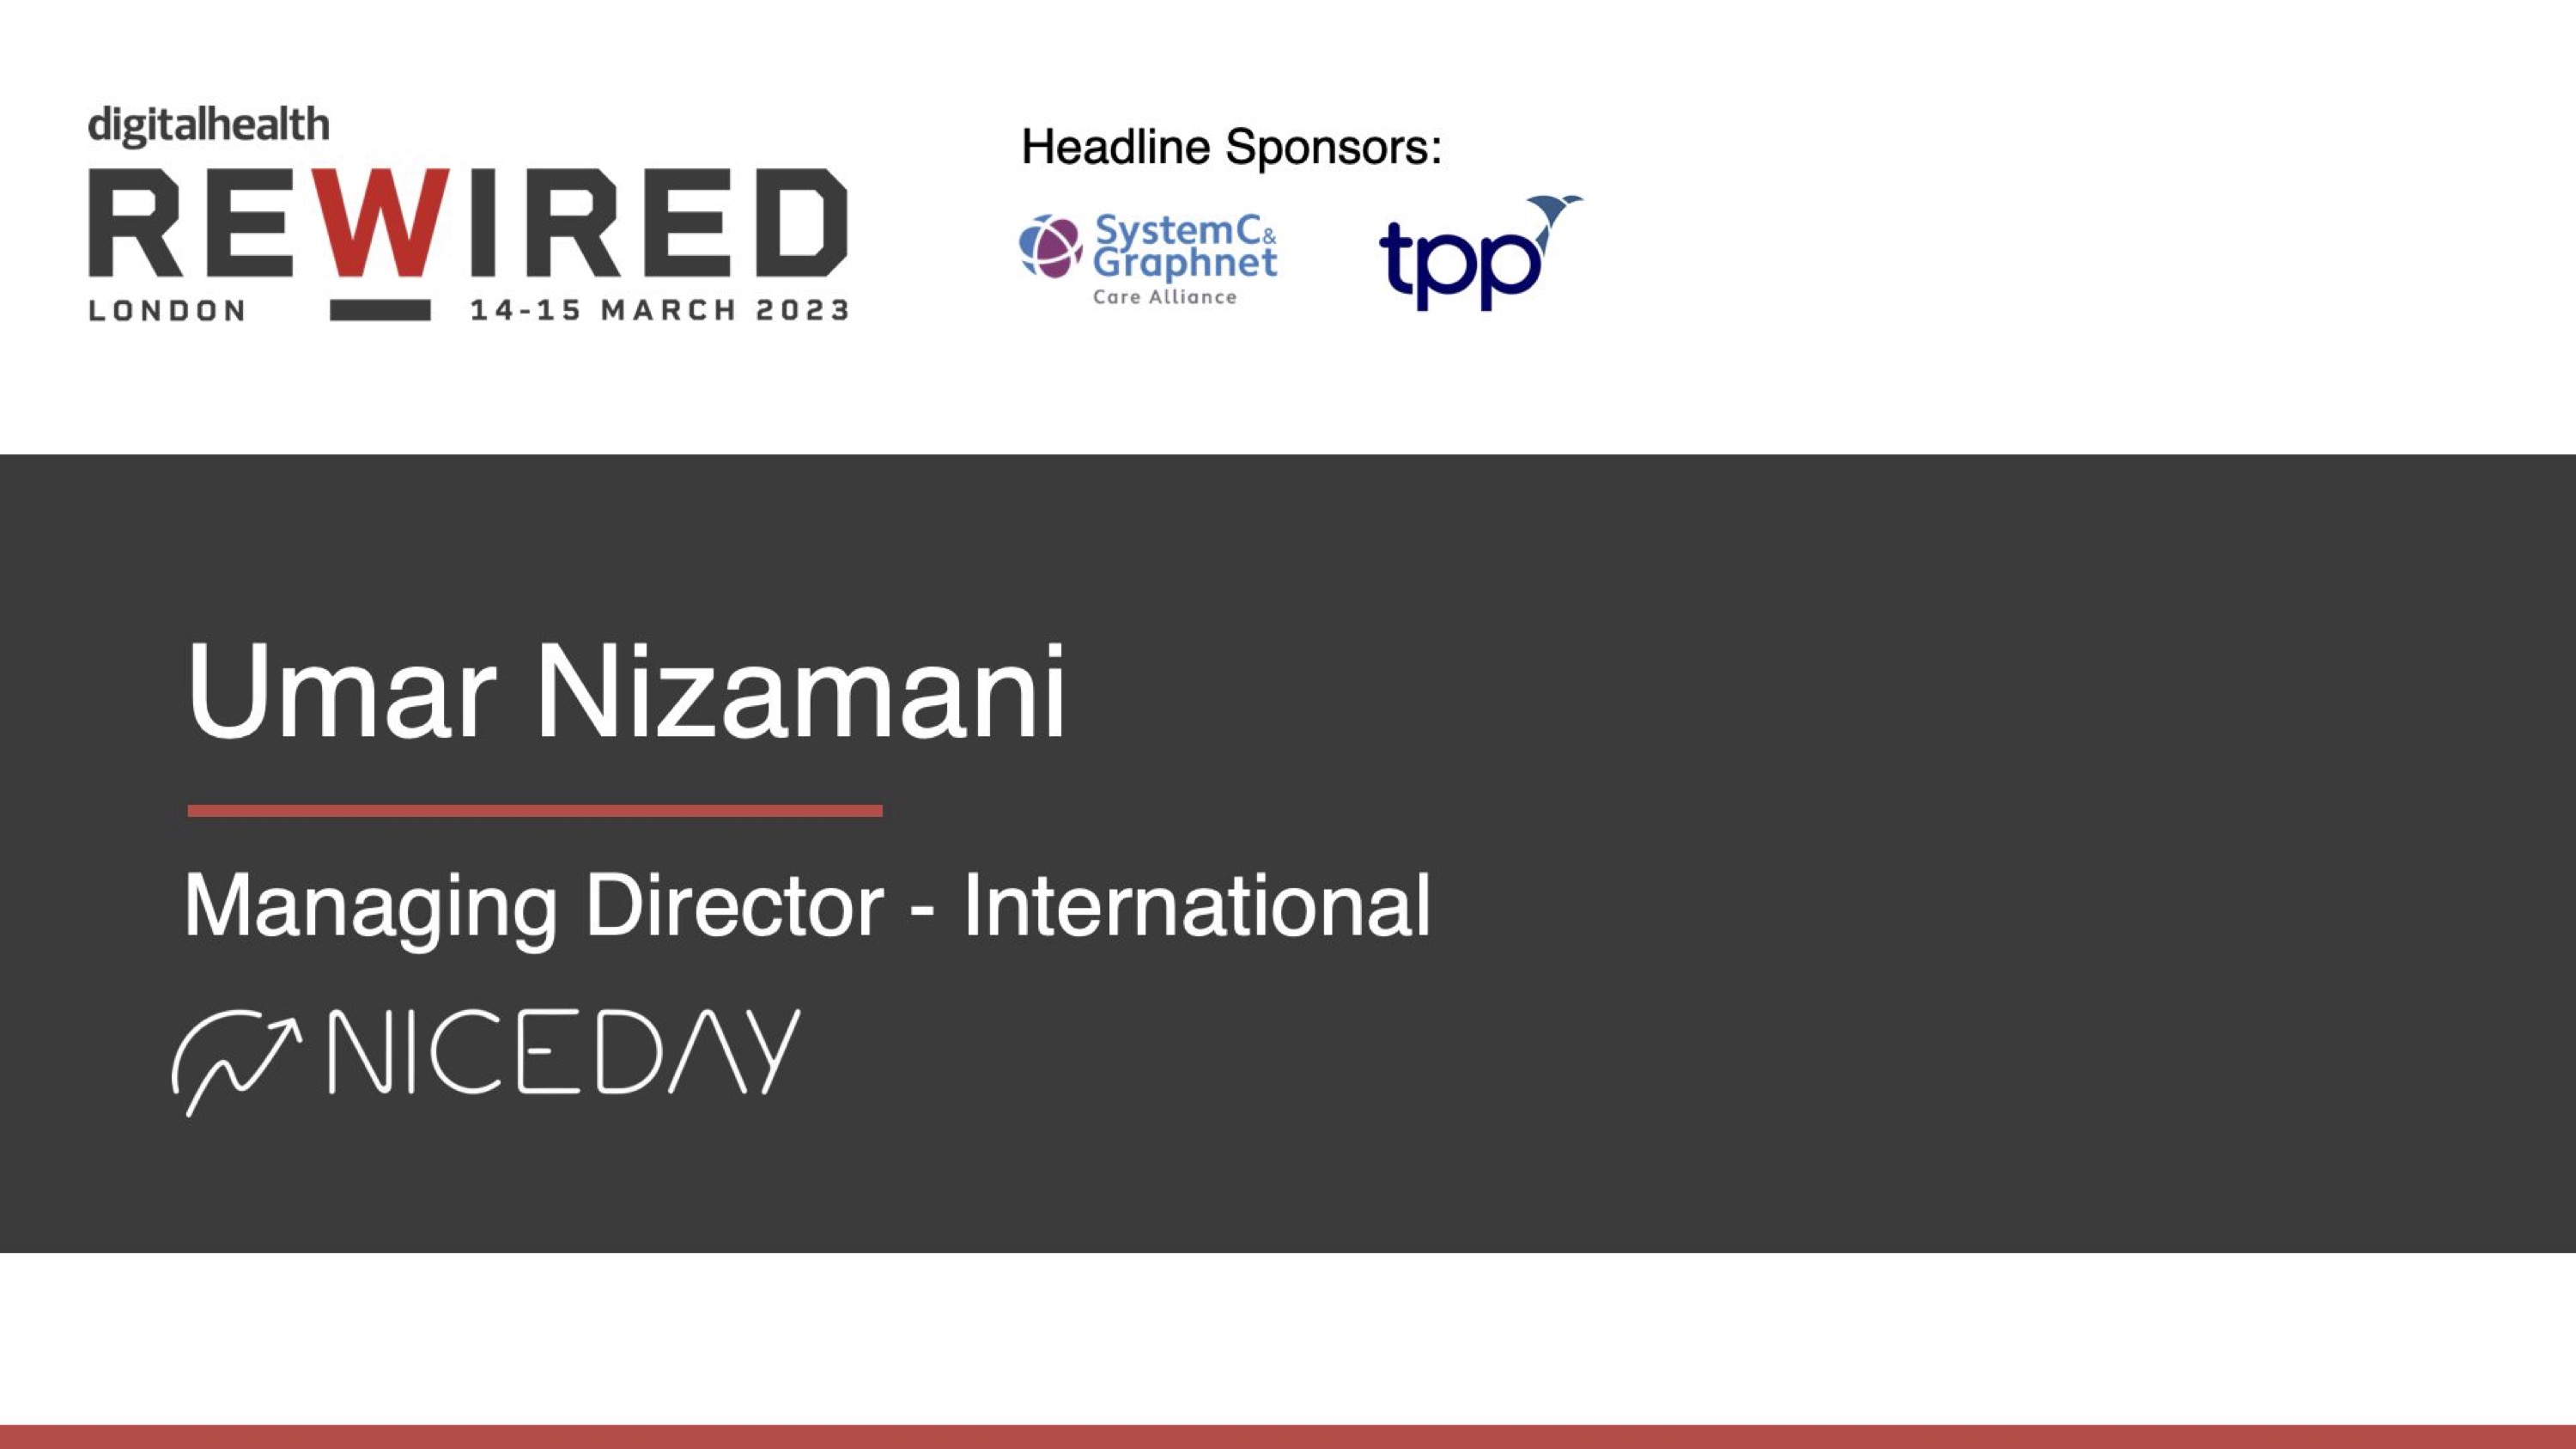 digitalhealth
REWIRED
LONDON 14-15 MARCH 2023
Headline Sponsors:
SystemC &
Graphnet
Care Alliance
tpp
Umar Nizamani
Managing Director - International
NICEDAY